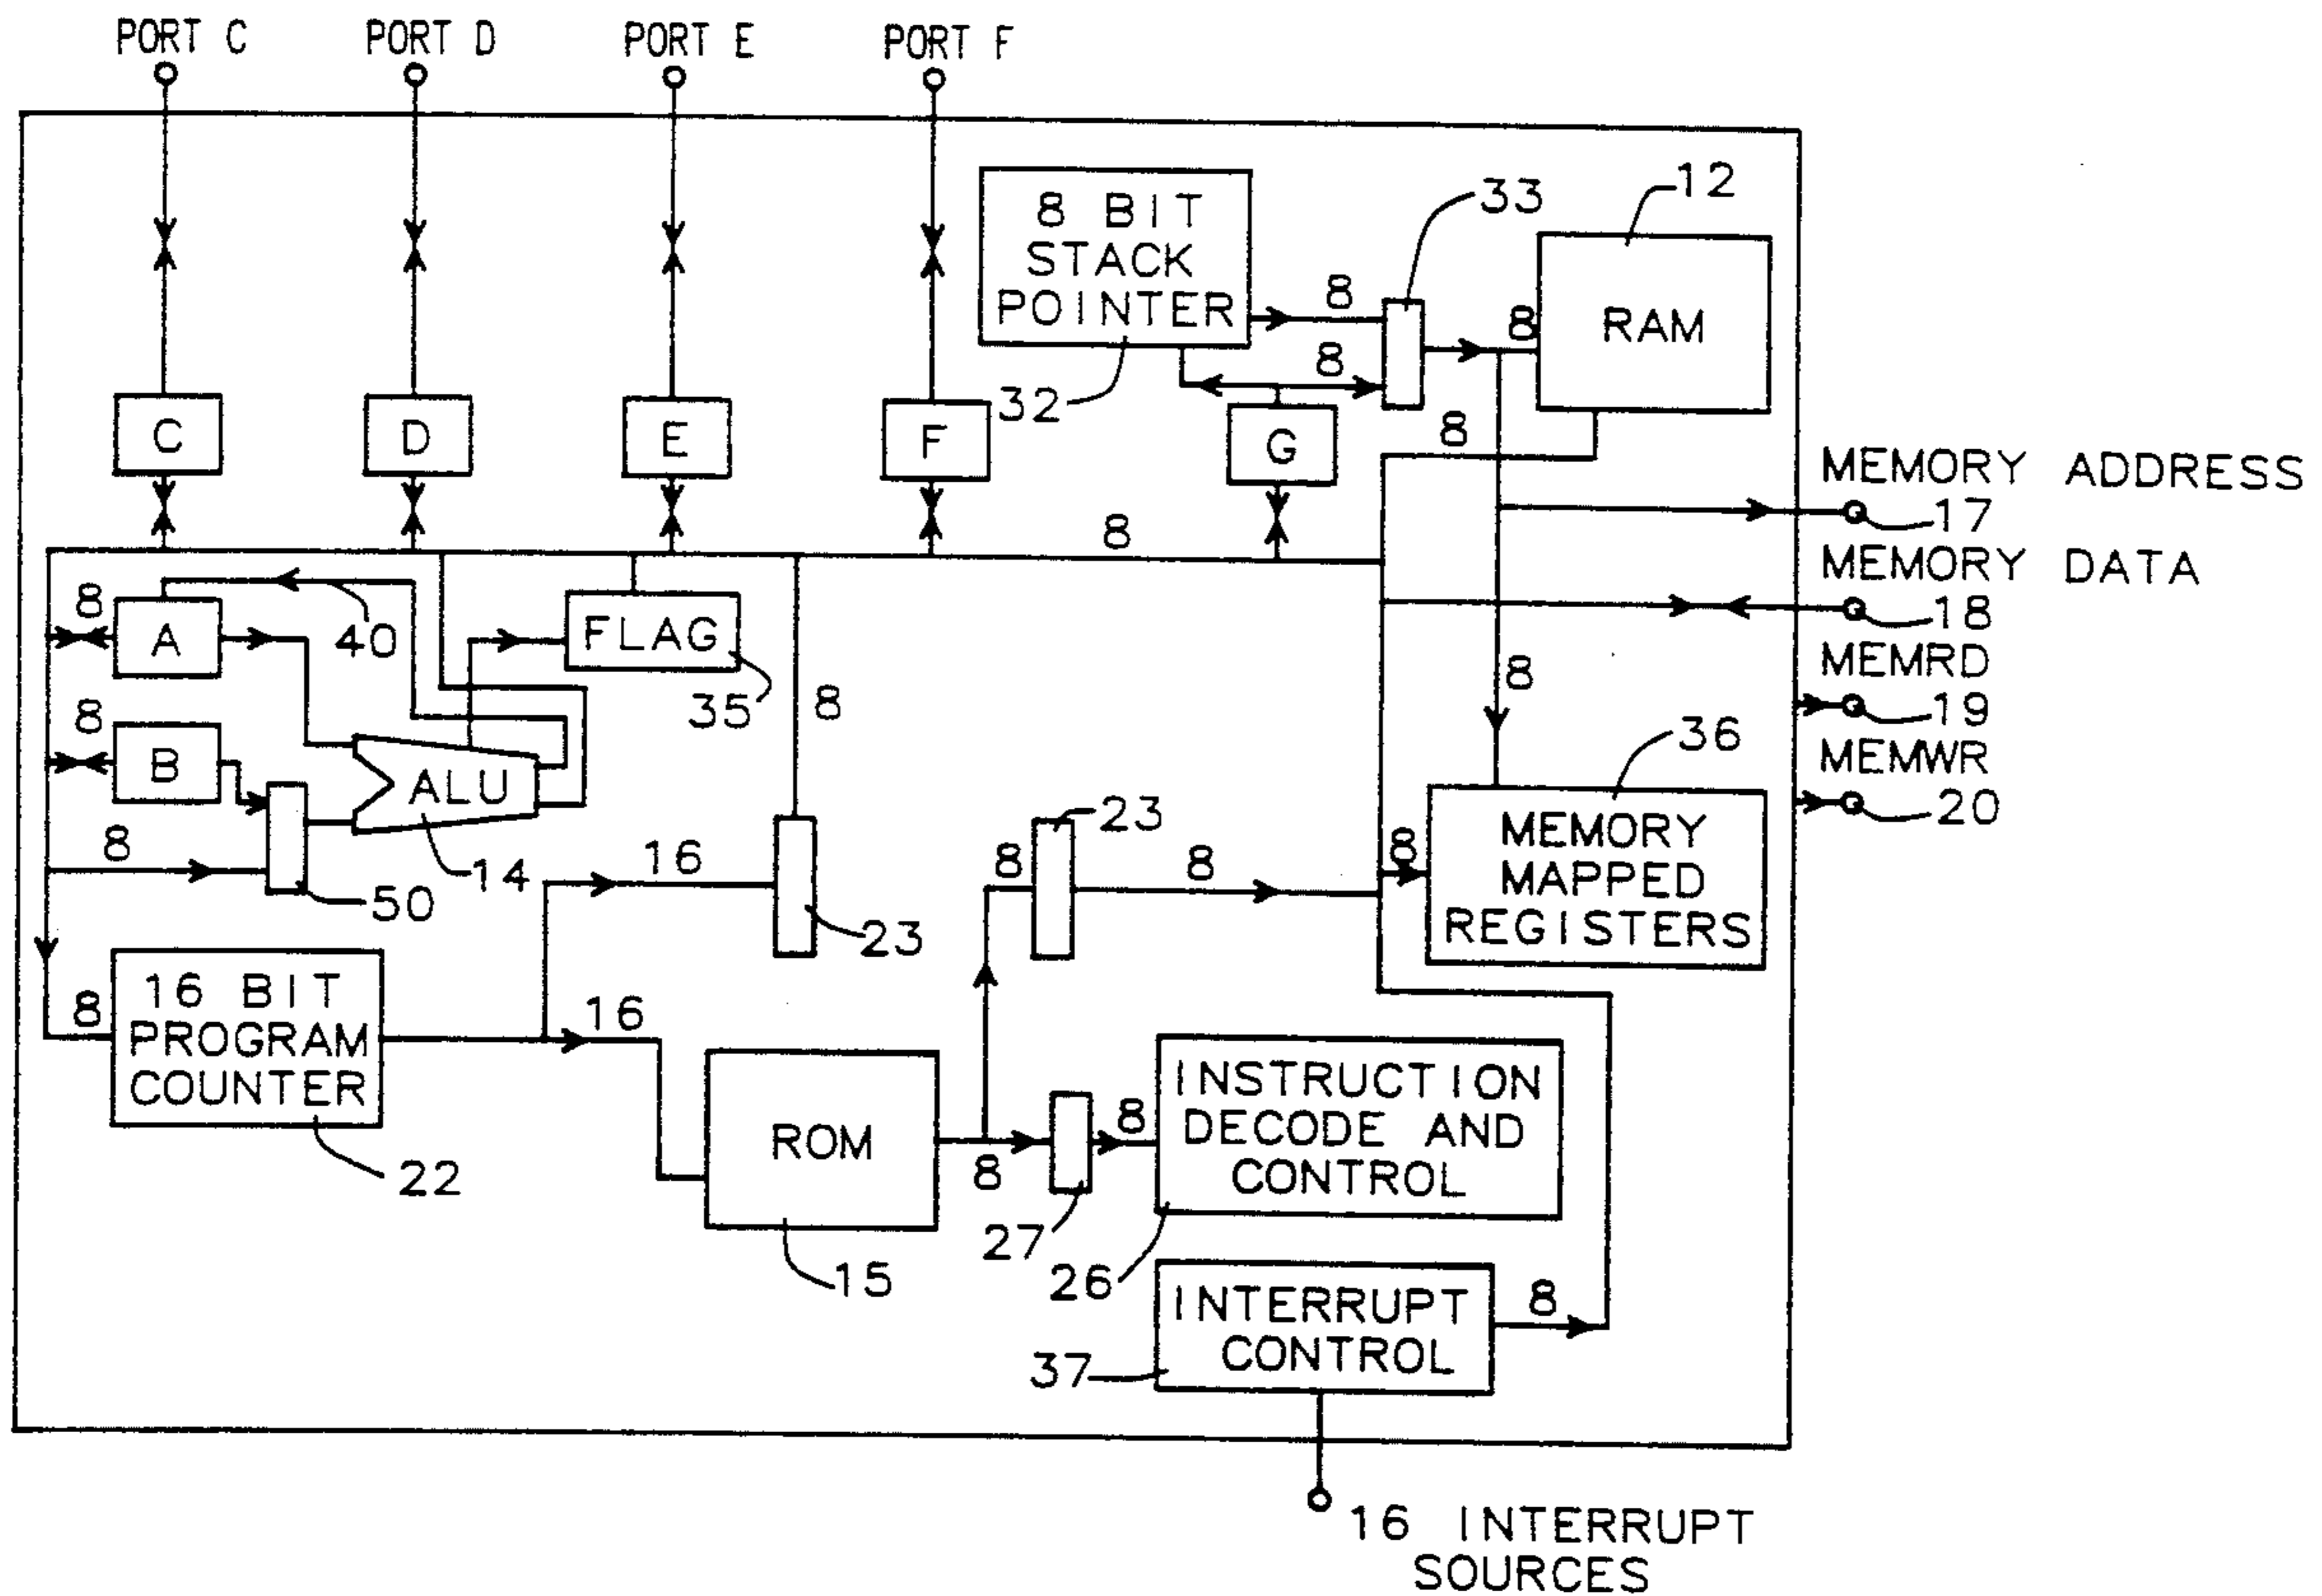 PORT C
PORT D
PORT E
PORT F
8 BIT
STACK
POINTER
32
33
12
RAM
8
8
8
8
C
D
E
F
G
8
MEMORY ADDRESS
17
MEMORY DATA
18
MEMRD
19
MEMWR
20
8
A
40
FLAG
35
8
8
8
B
ALU
14
8
50
36
MEMORY
MAPPED
REGISTERS
8
16
23
23
8
8
16 BIT
PROGRAM
COUNTER
22
8
16
ROM
15
8
27
8
INSTRUCTION
DECODE AND
CONTROL
26
INTERRUPT
CONTROL
37
8
16 INTERRUPT
SOURCES